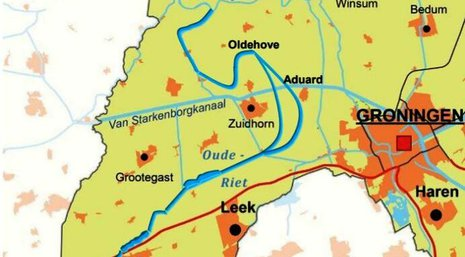 Winsum
Bedum
Oldehove
Aduard
Van Starkenborgkanaal
GRONINGEN
Zuidhorn
Oude -
Grootegast
Riet
Haren
Leek